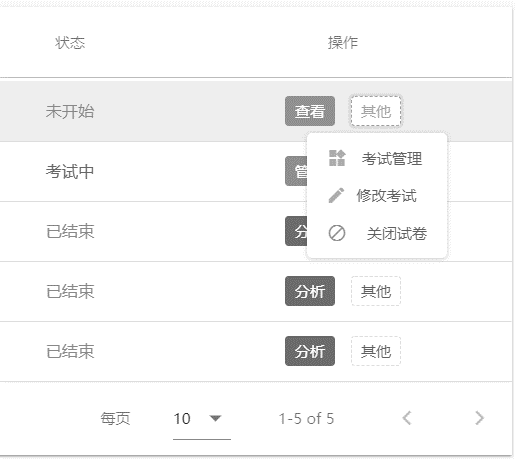 状态 操作
未开始 查看 其他
考试管理
考试中 管
修改考试
已结束 分
关闭试卷
已结束 分析 其他
已结束 分析 其他
每页 10 1-5 of 5